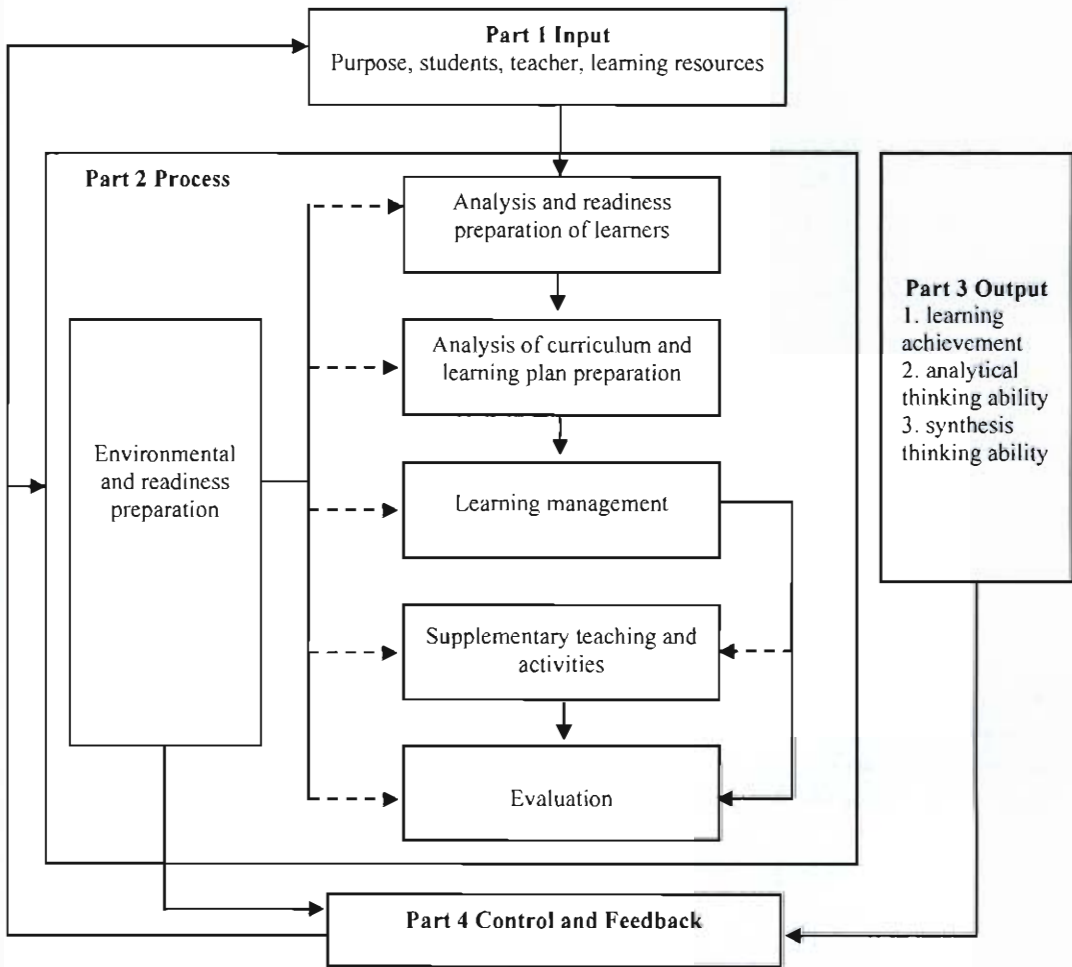 Part 1 Input
Purpose, students, teacher, learning resources
Part 2 Process
Analysis and readiness
preparation of learners
Analysis of curriculum and
learning plan preparation
Environmental
and readiness
preparation
Learning management
Supplementary teaching and
activities
Evaluation
Part 3 Output
1. learning
achievement
2. analytical
thinking ability
3. synthesis
thinking ability
Part 4 Control and Feedback